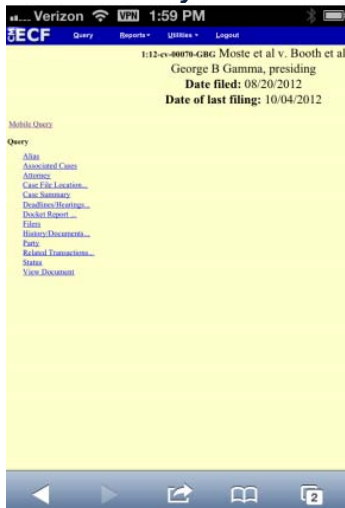 Verizon VPN 1:59 PM
ECF Query Reports Utilities Logout
1:12-cv-00070-GBG Moste et al v. Booth et al
George B Gamma, presiding
Date filed: 08/20/2012
Date of last filing: 10/04/2012
Mobile Query
Query
Alias
Associated Cases
Attorney
Case File Location...
Case Summary
Deadlines/Hearings...
Docket Report ...
Filers
History/Documents...
Party
Related Transactions...
Status
View Document
2